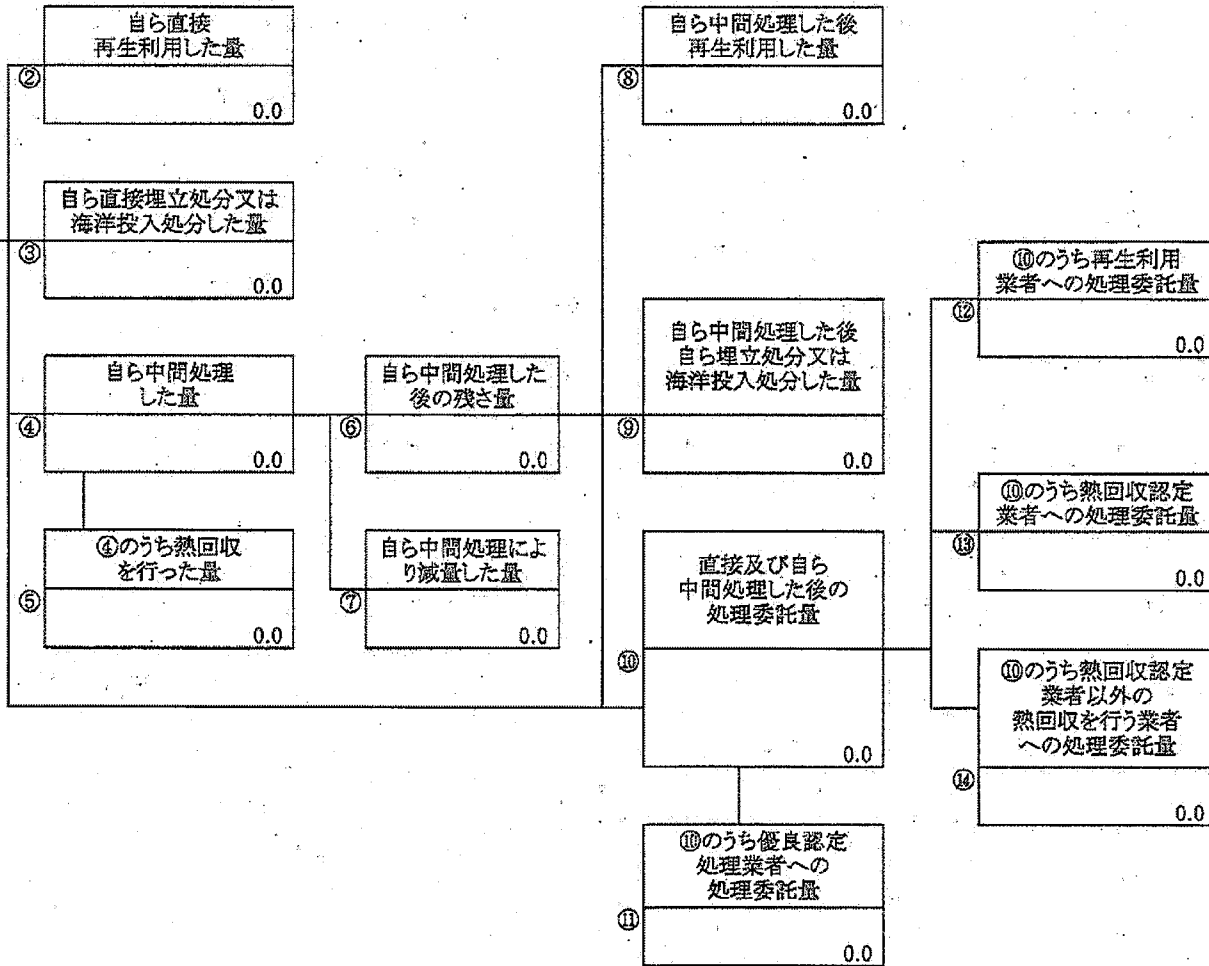 自ら直接
再生利用した量
②
0.0
自ら直接埋立処分又は
海洋投入処分した量
③
0.0
自ら中間処理
した量
④
0.0
④のうち熱回収
を行った量
⑤
0.0
自ら中間処理した
後の残さ量
⑥
0.0
自ら中間処理によ
り減量した量
⑦
0.0
自ら中間処理した後
再生利用した量
⑧
0.0
自ら中間処理した後
自ら埋立処分又は
海洋投入処分した量
⑨
0.0
直接及び自ら
中間処理した後の
処理委託量
⑩
0.0
⑩のうち優良認定
処理業者への
処理委託量
⑪
0.0
⑩のうち再生利用
業者への処理委託量
⑫
0.0
⑩のうち熱回収認定
業者への処理委託量
⑬
0.0
⑩のうち熱回収認定
業者以外の
熱回収を行う業者
への処理委託量
⑭
0.0